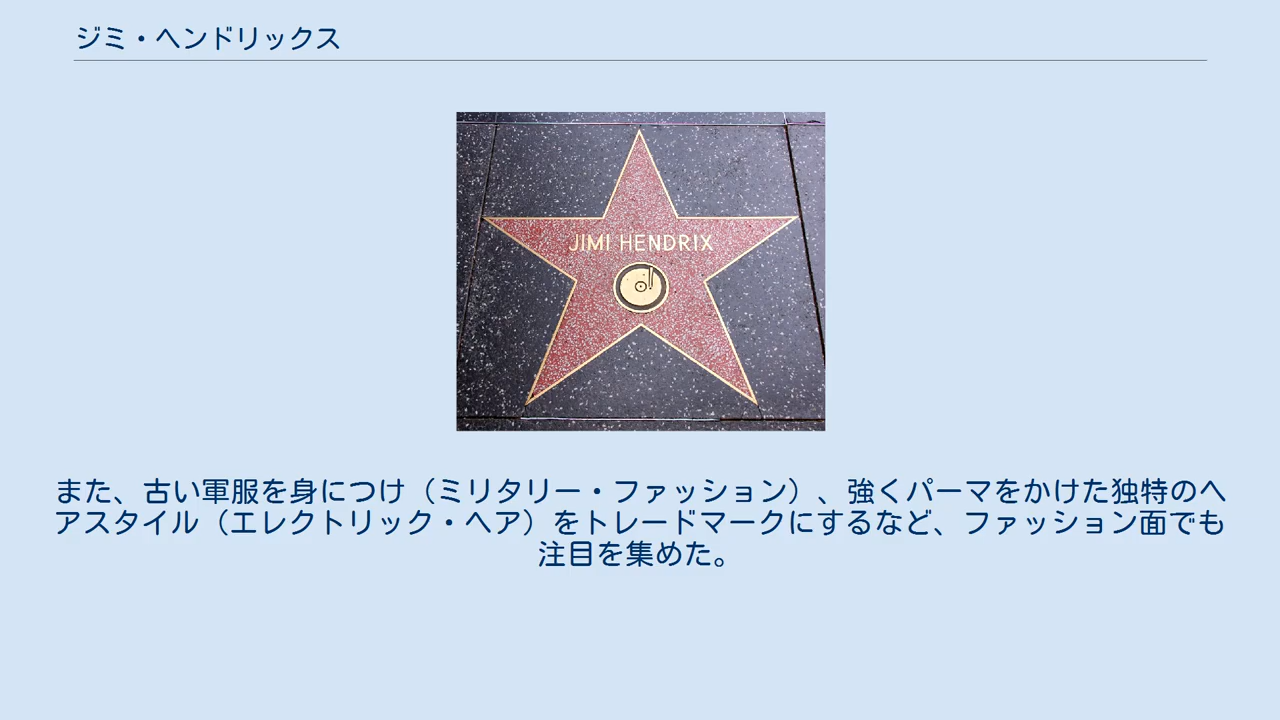 ジミ・ヘンドリックス
JIMI HENDRIX
また、古い軍服を身につけ（ミリタリー・ファッション）、強くパーマをかけた独特のヘ
アスタイル（エレクトリック・ヘア）をトレードマークにするなど、ファッション面でも
注目を集めた。